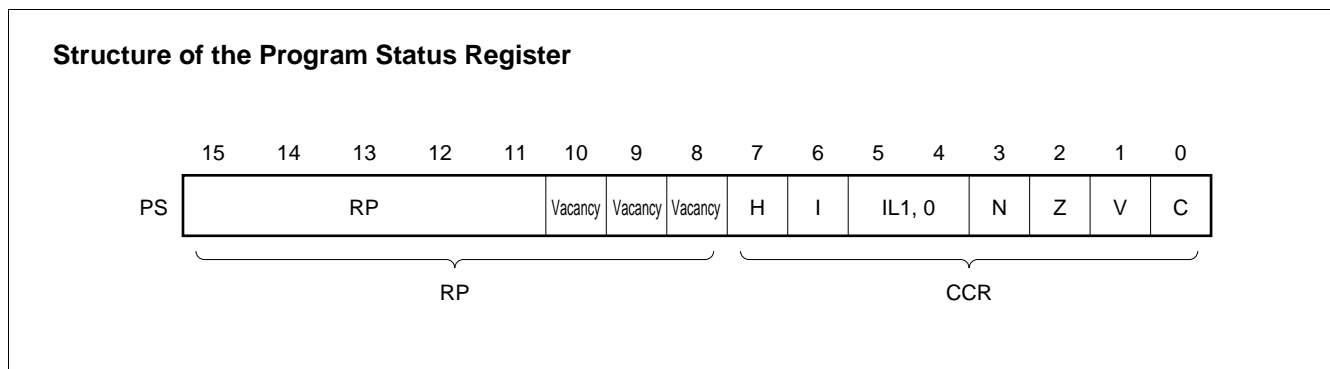 Structure of the Program Status Register
15 14 13 12 11 10 9 8 7 6 5 4 3 2 1 0
PS RP Vacancy Vacancy Vacancy H I IL1, 0 N Z V C
RP CCR